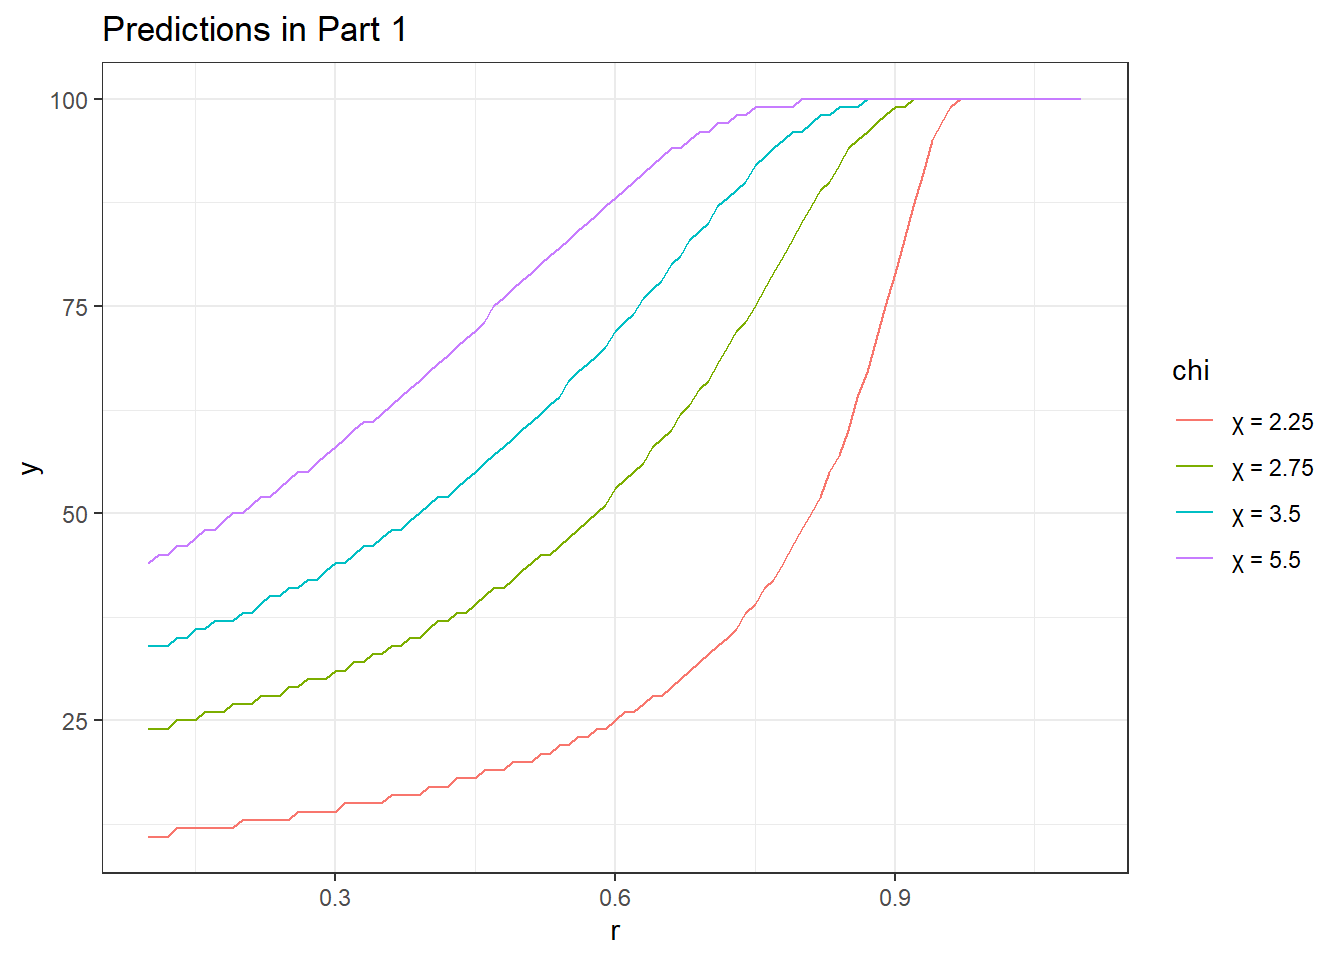 Predictions in Part 1
100
75
50
25
y
0.3 0.6 0.9
r
chi
χ = 2.25
χ = 2.75
χ = 3.5
χ = 5.5